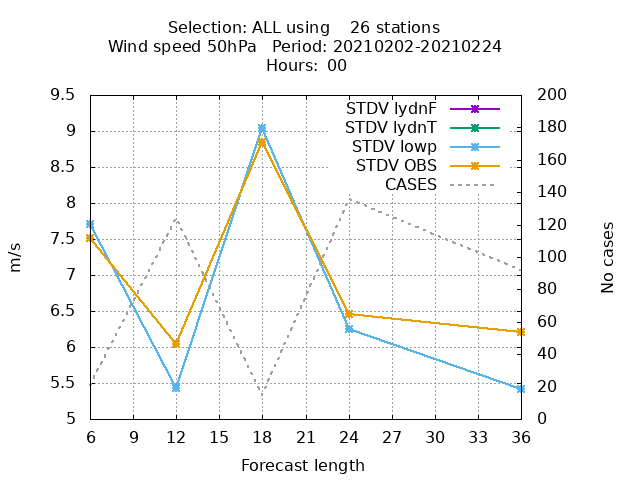 Selection: ALL using    26 stations
Wind speed 50hPa   Period: 20210202-20210224
Hours:  00
9.5
9
8.5
8
7.5
7
6.5
6
5.5
5
m/s
STDV lydnF
STDV lydnT
STDV lowp
STDV OBS
CASES
200
180
160
140
120
100
80
60
40
20
0
No cases
6 9 12 15 18 21 24 27 30 33 36
Forecast length